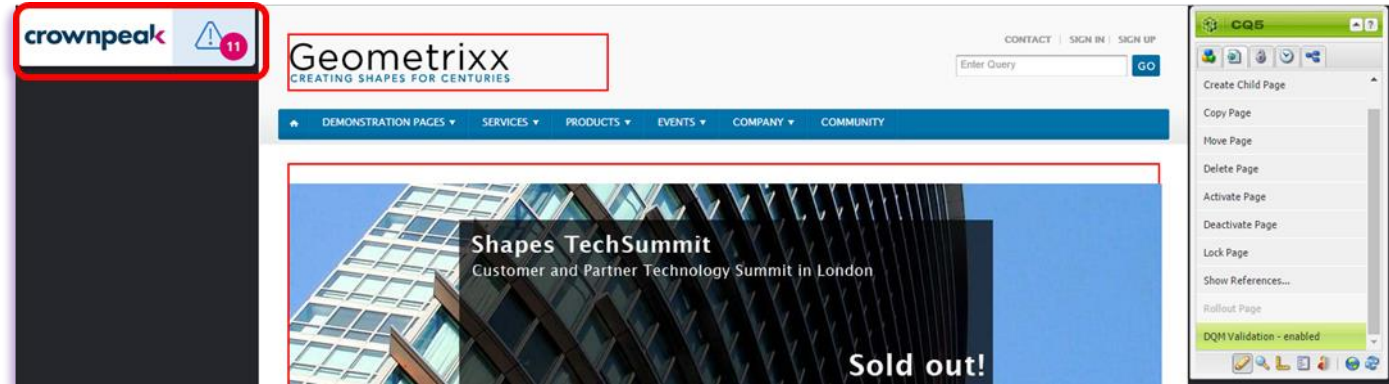 crownpeak
11
Geometrixx
CREATING SHAPES FOR CENTURIES
CONTACT | SIGN IN | SIGN UP
Enter Query
GO
DEMONSTRATION PAGES
SERVICES
PRODUCTS
EVENTS
COMPANY
COMMUNITY
Shapes TechSummit
Customer and Partner Technology Summit in London
Sold out!
CQ5
?
Create Child Page
Copy Page
Move Page
Delete Page
Activate Page
Deactivate Page
Lock Page
Show References...
Rollout Page
DQM Validation - enabled